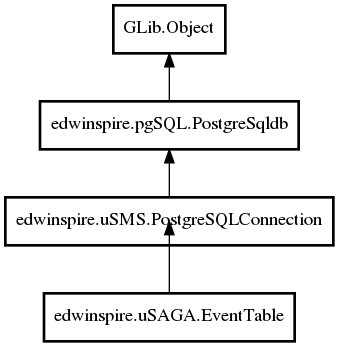 GLib.Object
edwinspire.pgSQL.PostgreSqldb
edwinspire.uSMS.PostgreSQLConnection
edwinspire.uSAGA.EventTable